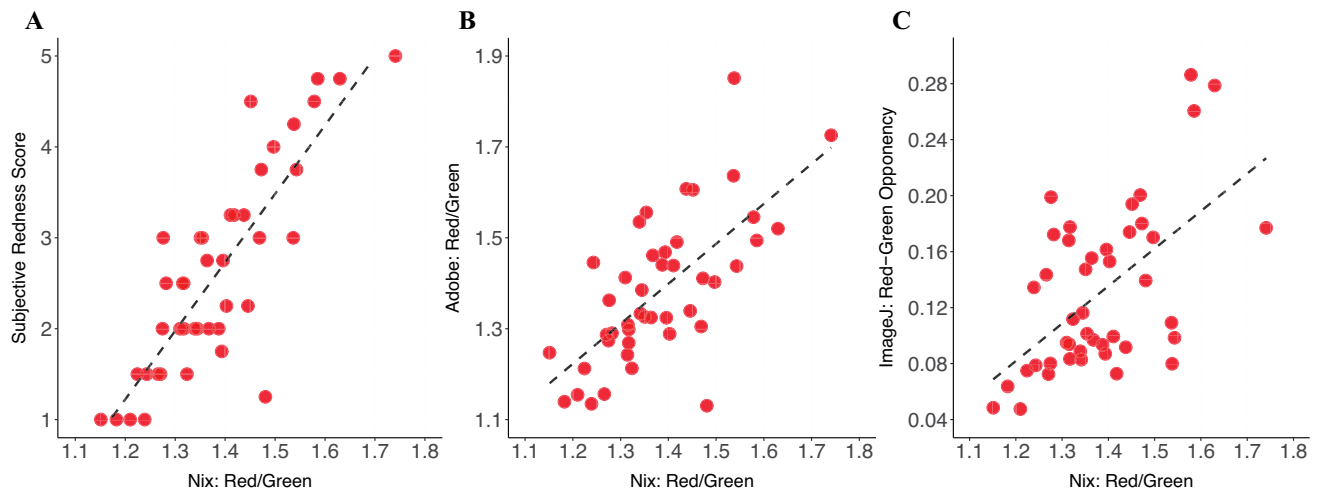 A
B
C
Subjective Redness Score
5
4
3
2
1
1.1 1.2 1.3 1.4 1.5 1.6 1.7 1.8
Nix: Red/Green
Adobe: Red/Green
1.9
1.7
1.5
1.3
1.1
1.1 1.2 1.3 1.4 1.5 1.6 1.7 1.8
Nix: Red/Green
ImageJ: Red−Green Opponency
0.28
0.24
0.20
0.16
0.12
0.08
0.04
1.1 1.2 1.3 1.4 1.5 1.6 1.7 1.8
Nix: Red/Green